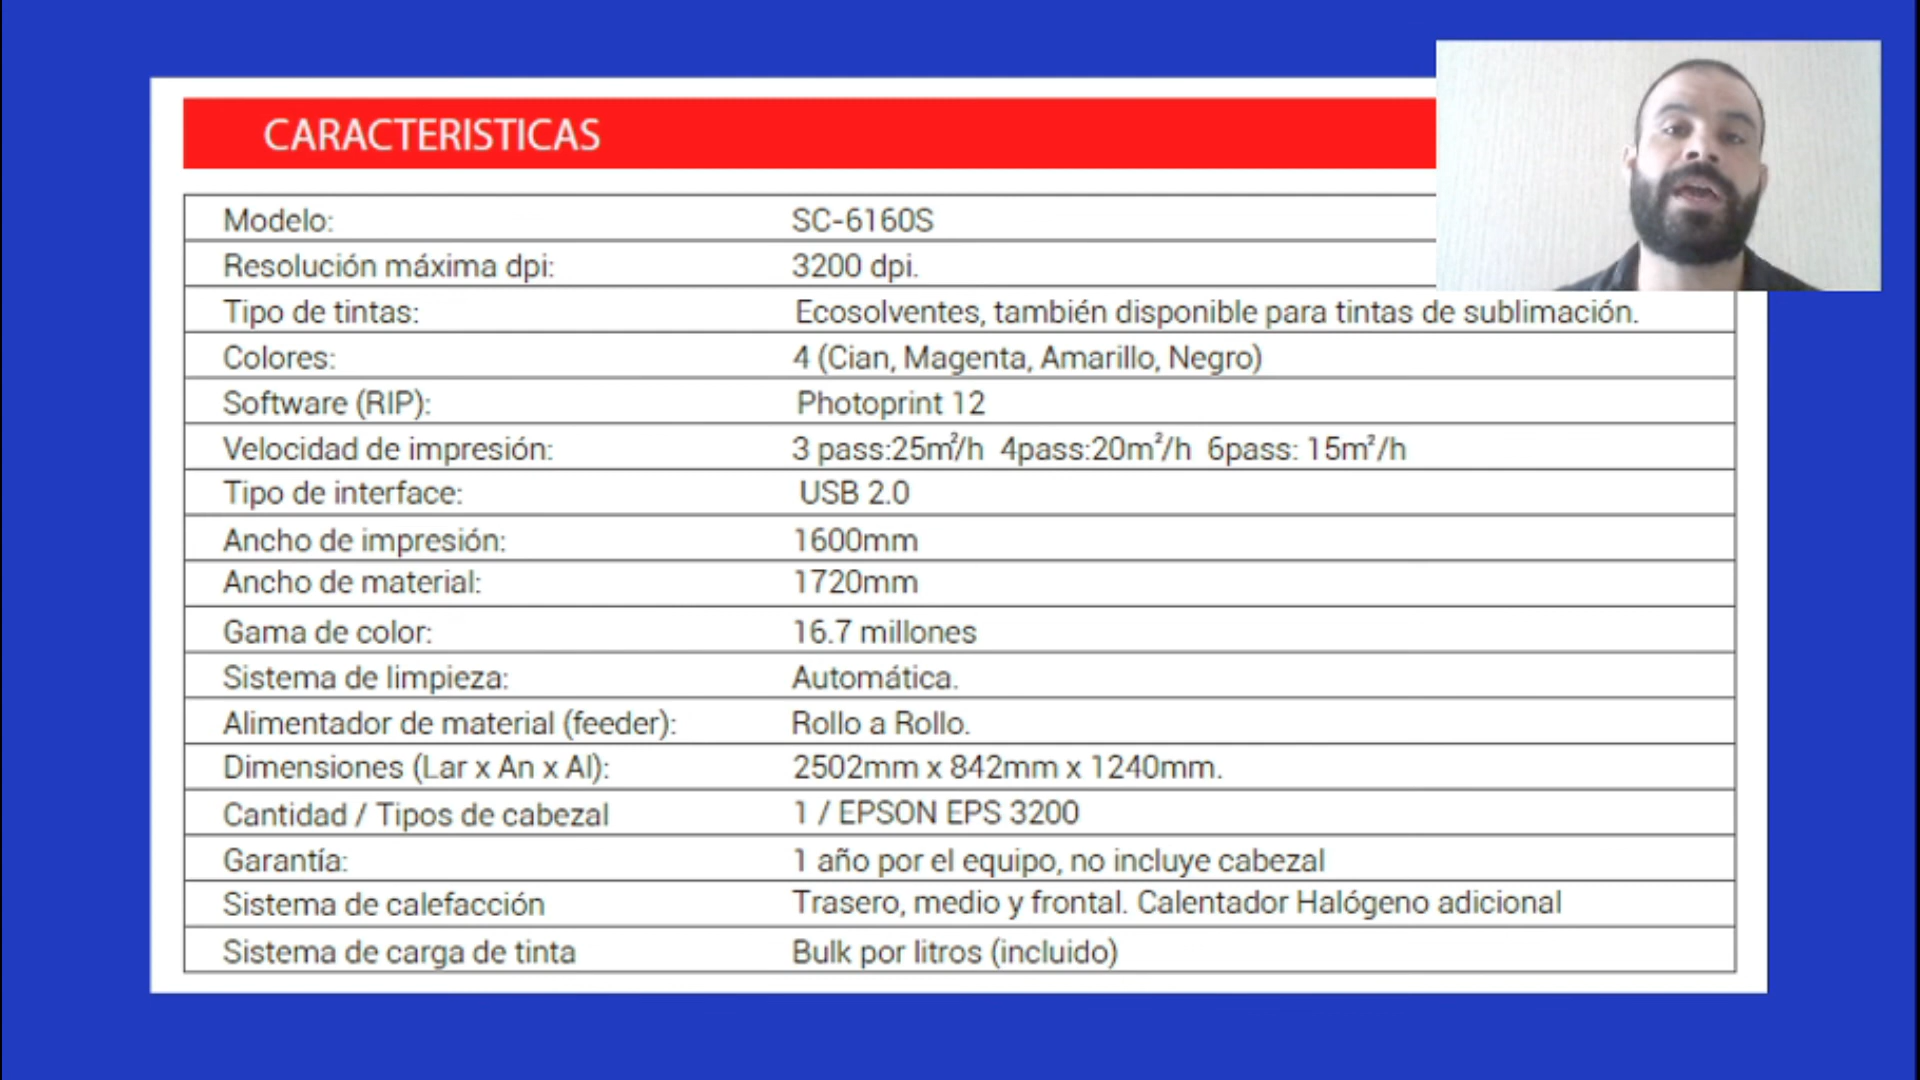 CARACTERISTICAS
Modelo: SC-6160S
Resolución máxima dpi: 3200 dpi.
Tipo de tintas: Ecosolventes, también disponible para tintas de sublimación.
Colores: 4 (Cian, Magenta, Amarillo, Negro)
Software (RIP): Photoprint 12
Velocidad de impresión: 3 pass:25m²/h 4pass:20m²/h 6pass: 15m²/h
Tipo de interface: USB 2.0
Ancho de impresión: 1600mm
Ancho de material: 1720mm
Gama de color: 16.7 millones
Sistema de limpieza: Automática.
Alimentador de material (feeder): Rollo a Rollo.
Dimensiones (Lar x An x Al): 2502mm x 842mm x 1240mm.
Cantidad / Tipos de cabezal 1 / EPSON EPS 3200
Garantía: 1 año por el equipo, no incluye cabezal
Sistema de calefacción Trasero, medio y frontal. Calentador Halógeno adicional
Sistema de carga de tinta Bulk por litros (incluido)